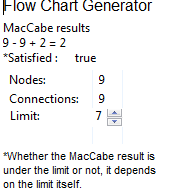 Flow Chart Generator
MacCabe results
9 - 9 + 2 = 2
*Satisfied : true
Nodes: 9
Connections: 9
Limit: 7
*Whether the MacCabe result is
under the limit or not, it depends
on the limit itself.